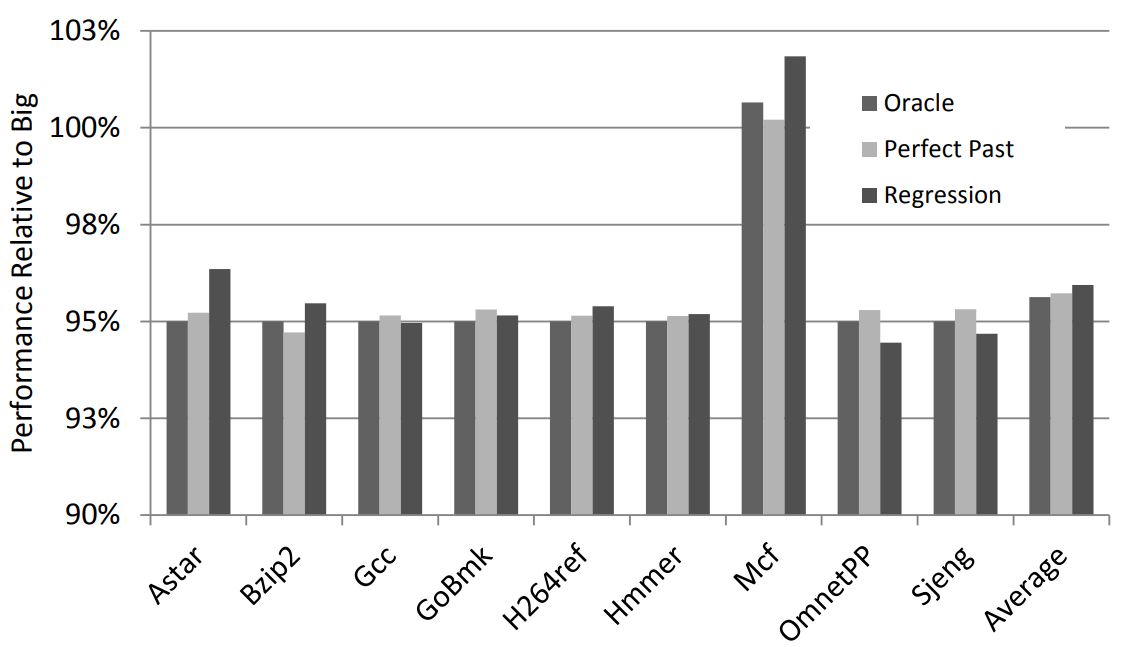 103%
100%
98%
95%
93%
90%
Performance Relative to Big
Oracle
Perfect Past
Regression
Astar
Bzip2
Gcc
GoBmk
H264ref
Hmmer
Mcf
OmnetPP
Sjeng
Average